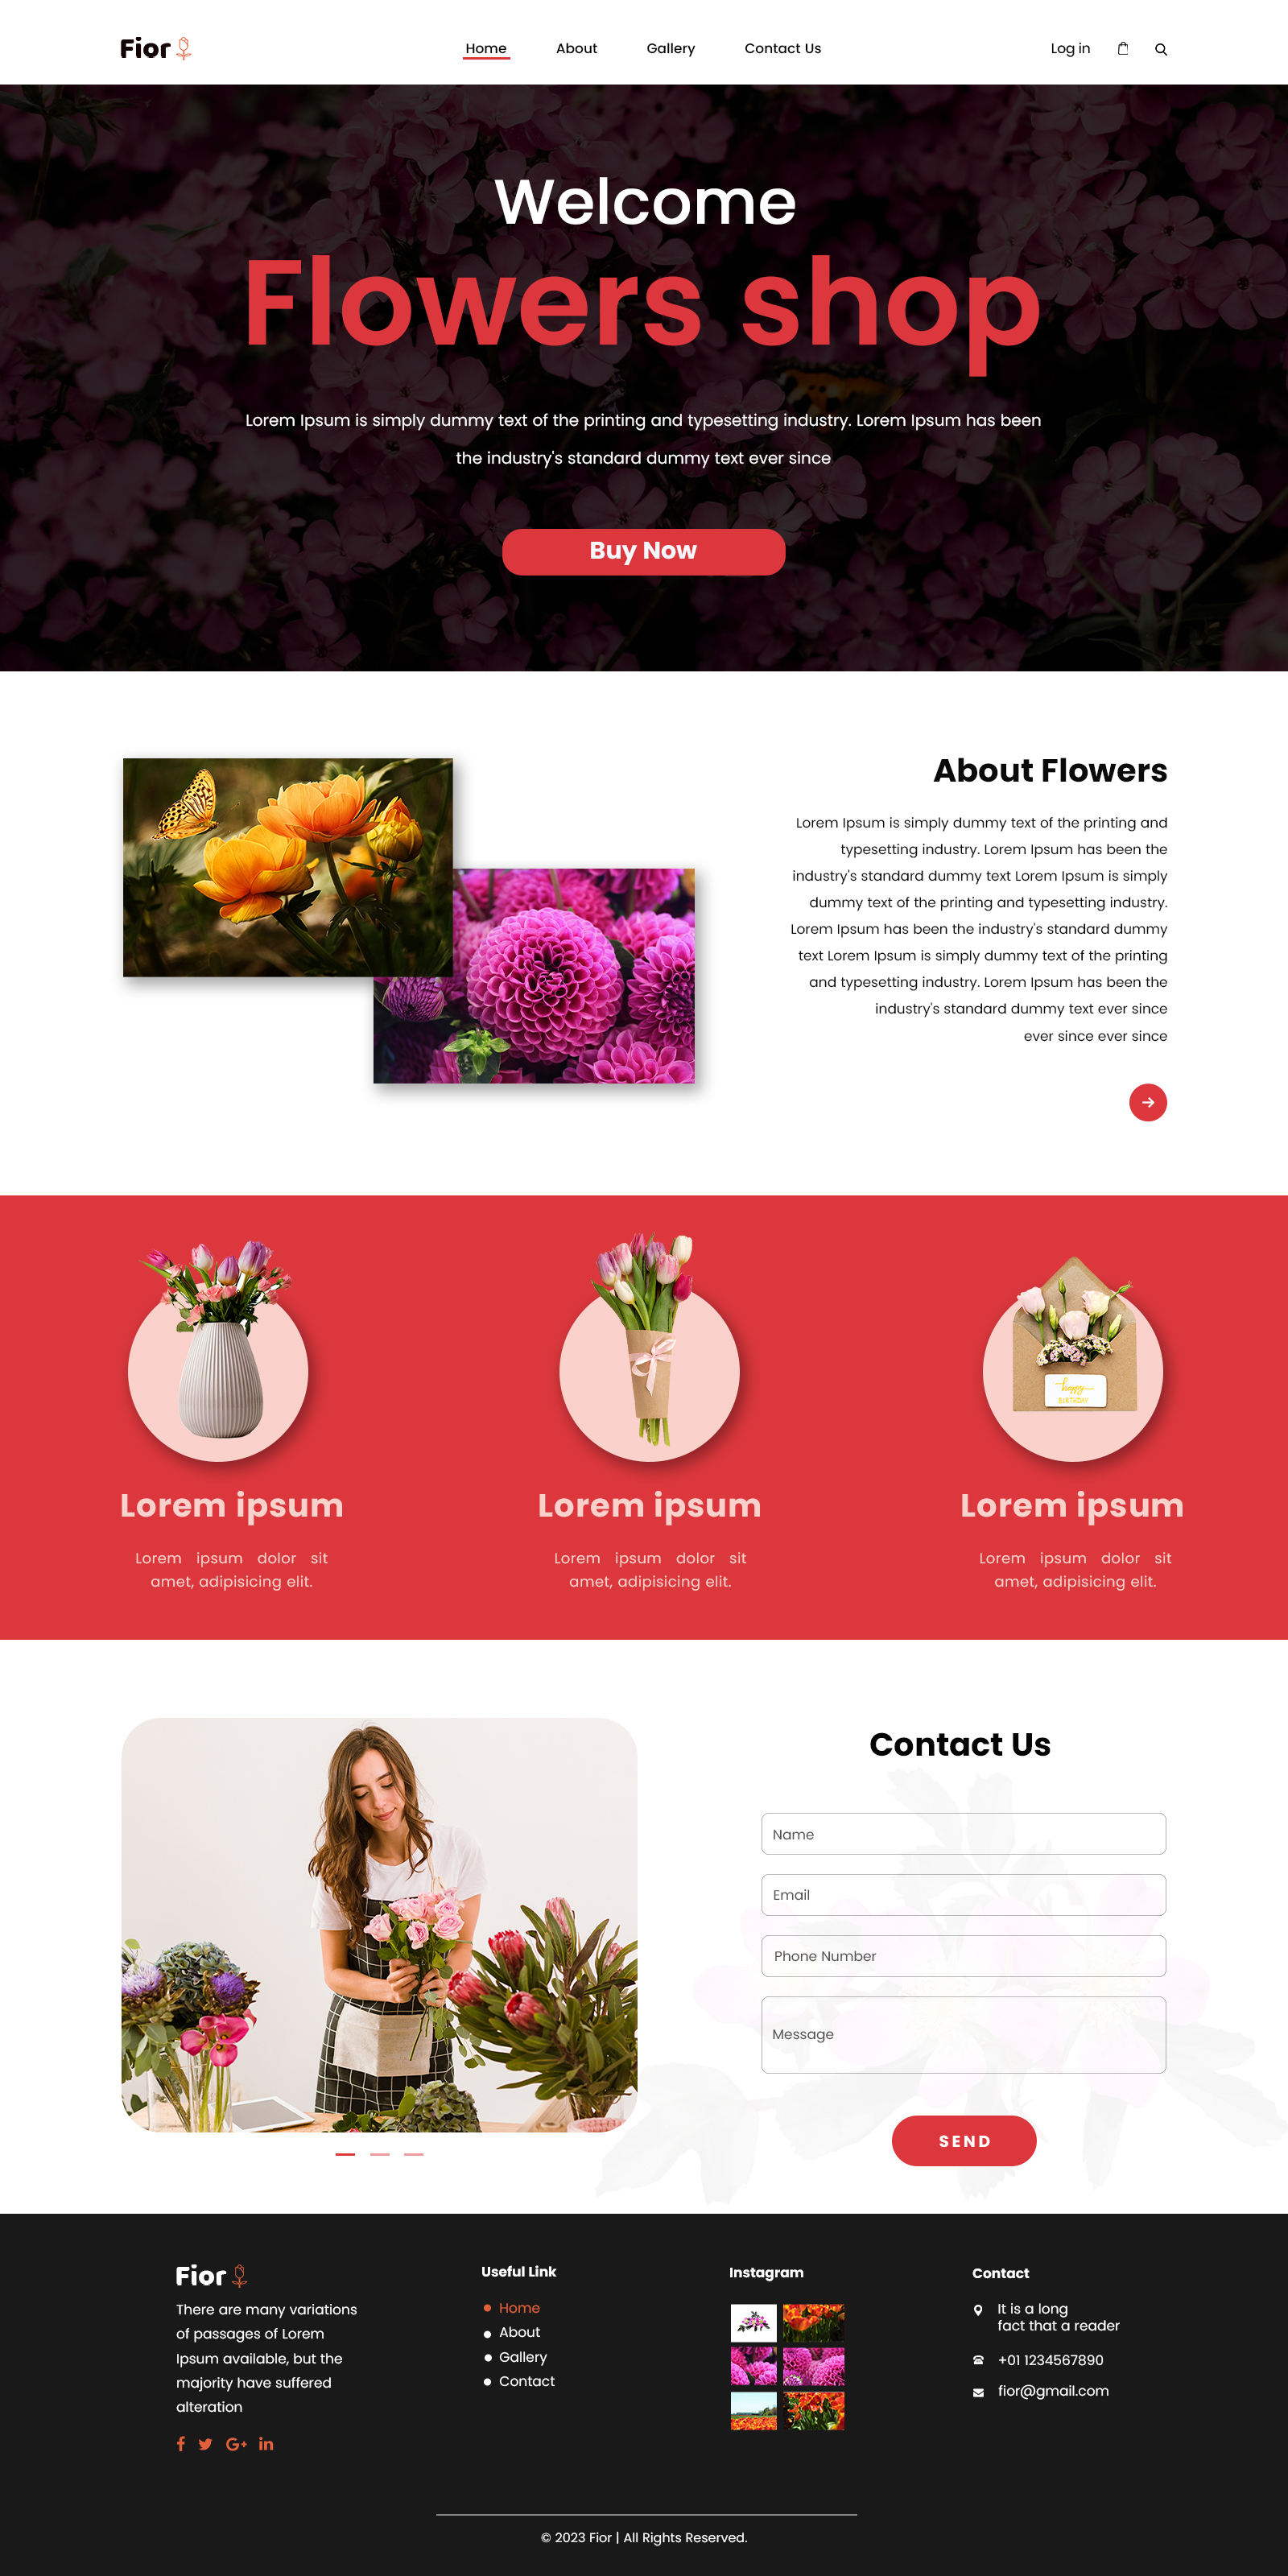 Fior
Home
About
Gallery
Contact Us
Log in
Welcome
Flowers shop
Lorem Ipsum is simply dummy text of the printing and typesetting industry. Lorem Ipsum has been
the industry's standard dummy text ever since
Buy Now
About Flowers
Lorem Ipsum is simply dummy text of the printing and
typesetting industry. Lorem Ipsum has been the
industry's standard dummy text Lorem Ipsum is simply
dummy text of the printing and typesetting industry.
Lorem Ipsum has been the industry's standard dummy
text Lorem Ipsum is simply dummy text of the printing
and typesetting industry. Lorem Ipsum has been the
industry's standard dummy text ever since
ever since ever since
happy
BIRTHDAY
Lorem ipsum
Lorem ipsum dolor sit
amet, adipisicing elit.
Lorem ipsum
Lorem ipsum dolor sit
amet, adipisicing elit.
Lorem ipsum
Lorem ipsum dolor sit
amet, adipisicing elit.
Contact Us
Name
Email
Phone Number
Message
SEND
Fior
There are many variations
of passages of Lorem
Ipsum available, but the
majority have suffered
alteration
Useful Link
Home
About
Gallery
Contact
Instagram
Contact
It is a long
fact that a reader
+01 1234567890
fior@gmail.com
© 2023 Fior | All Rights Reserved.